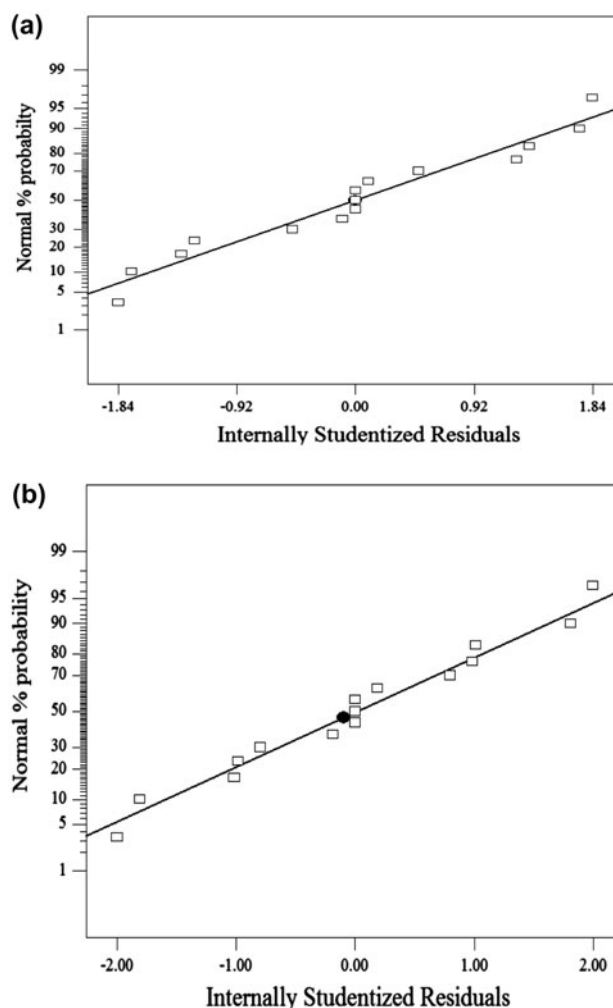 (a)
99
95
90
80
70
50
30
20
10
5
1
Normal % probabilty
-1.84 -0.92 0.00 0.92 1.84
Internally Studentized Residuals
(b)
99
95
90
80
70
50
30
20
10
5
1
Normal % probability
-2.00 -1.00 0.00 1.00 2.00
Internally Studentized Residuals